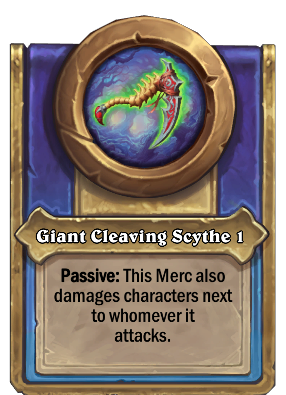 Giant Cleaving Scythe 1
Passive: This Merc also
damages characters next
to whomever it
attacks.